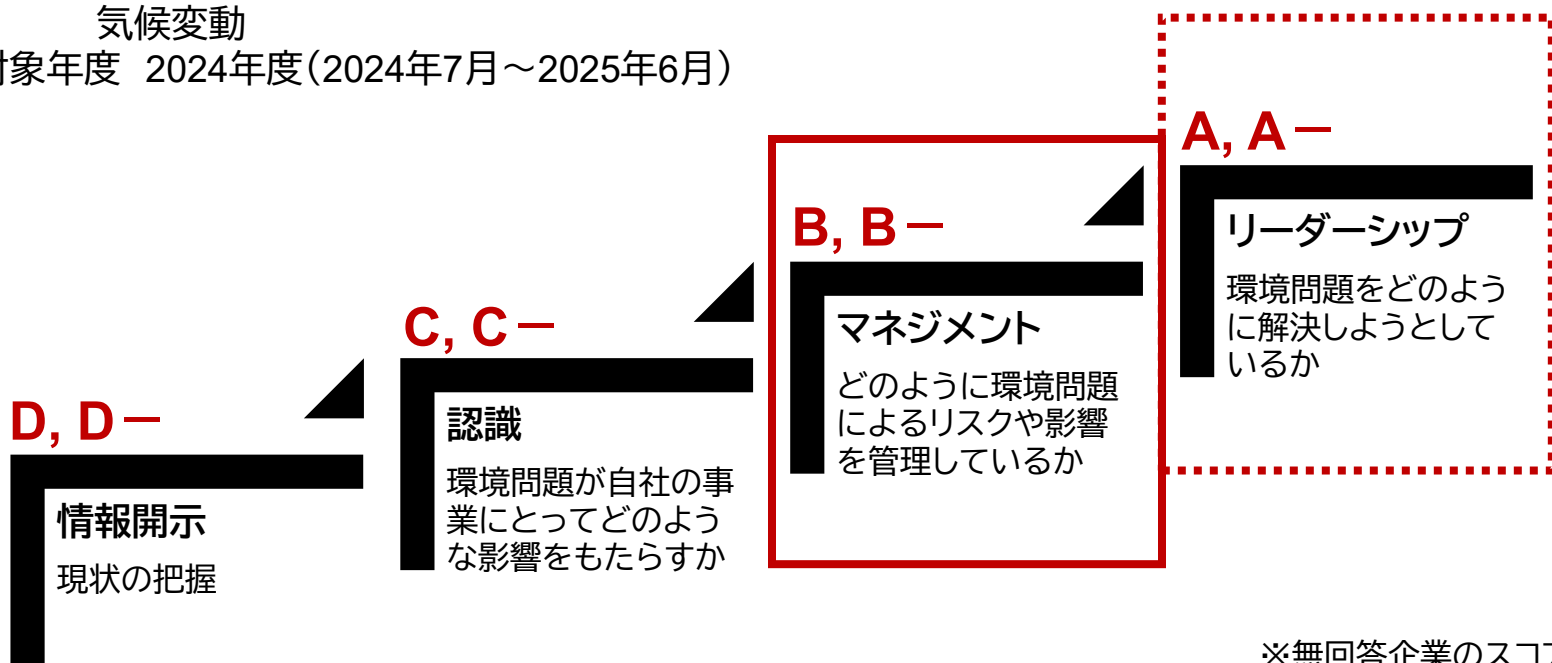 気候変動
対象年度 2024年度（2024年7月～2025年6月）
A, A－
リーダーシップ
環境問題をどのよう
に解決しようとして
いるか
B, B－
マネジメント
どのように環境問題
によるリスクや影響
を管理しているか
C, C－
認識
環境問題が自社の事
業にとってどのよう
な影響をもたらすか
D, D－
情報開示
現状の把握
※無回答企業のスコア